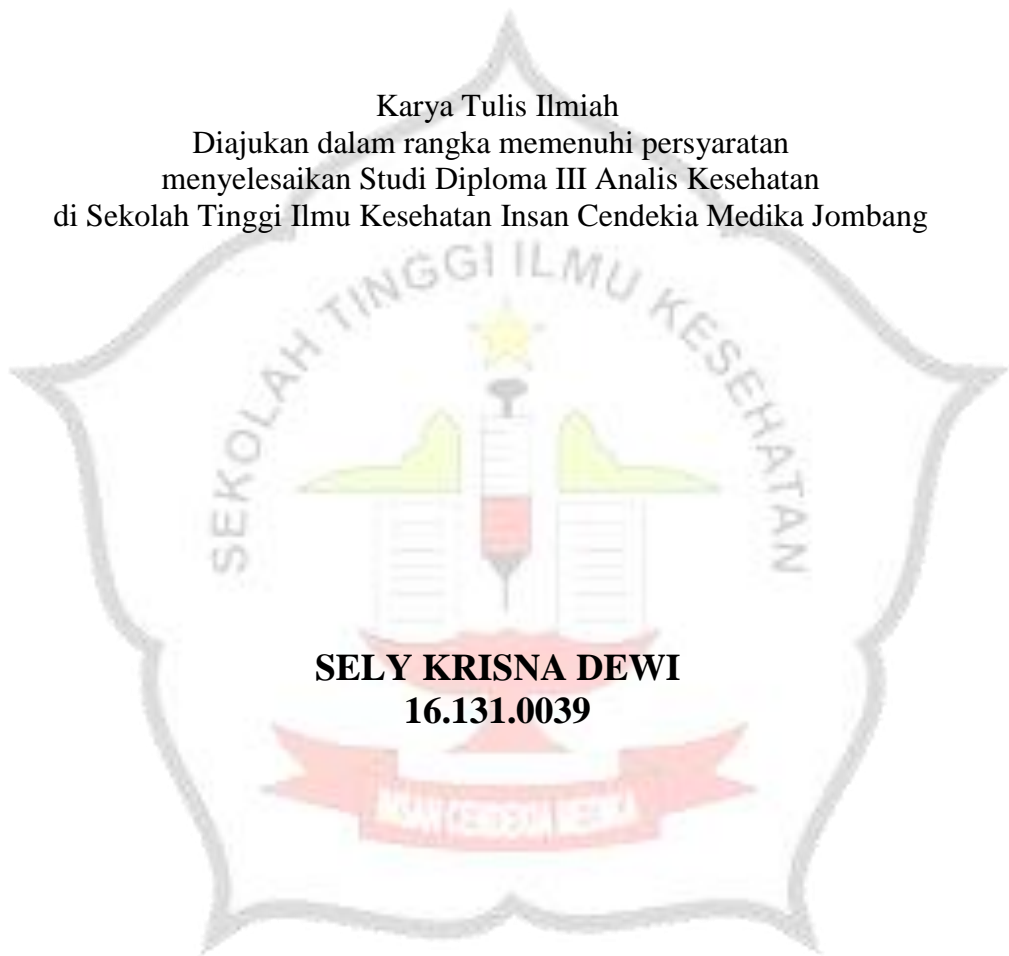 Karya Tulis Ilmiah
Diajukan dalam rangka memenuhi persyaratan
menyelesaikan Studi Diploma III Analis Kesehatan
di Sekolah Tinggi Ilmu Kesehatan Insan Cendekia Medika Jombang
SEKOLAH TINGGI ILMU KESEHATAN
SELY KRISNA DEWI
16.131.0039